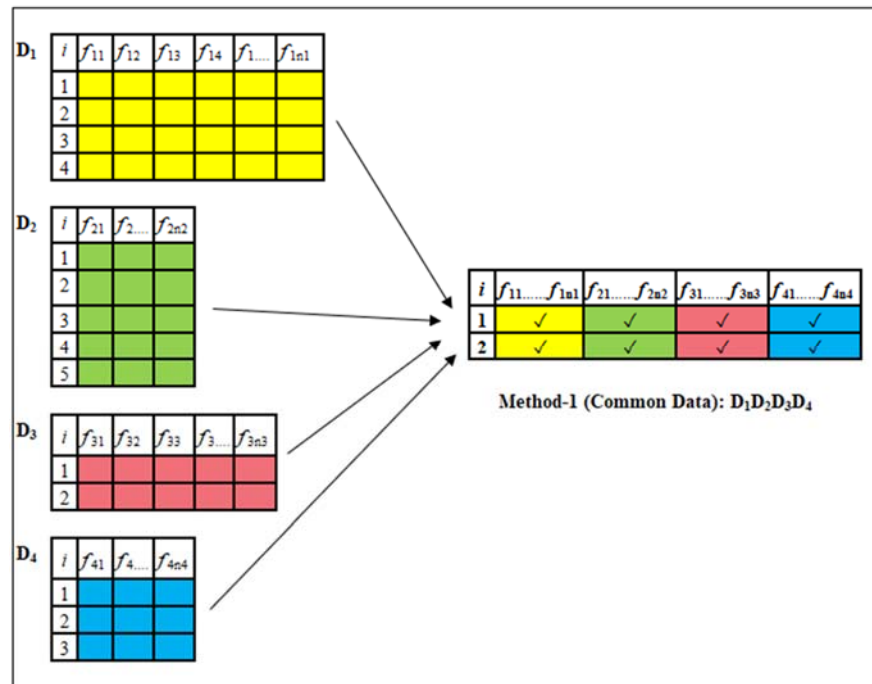 D₁ i f₁₁ f₁₂ f₁₃ f₁₄ f₁.... f₁ₙ₁
1
2
3
4
D₂ i f₂₁ f₂.... f₂ₙ₂
1
2
3
4
5
D₃ i f₃₁ f₃₂ f₃₃ f₃.... f₃ₙ₃
1
2
D₄ i f₄₁ f₄.... f₄ₙ₄
1
2
3
i f₁₁......f₁ₙ₁ f₂₁......f₂ₙ₂ f₃₁......f₃ₙ₃ f₄₁......f₄ₙ₄
1 ✓ ✓ ✓ ✓
2 ✓ ✓ ✓ ✓
Method-1 (Common Data): D₁D₂D₃D₄